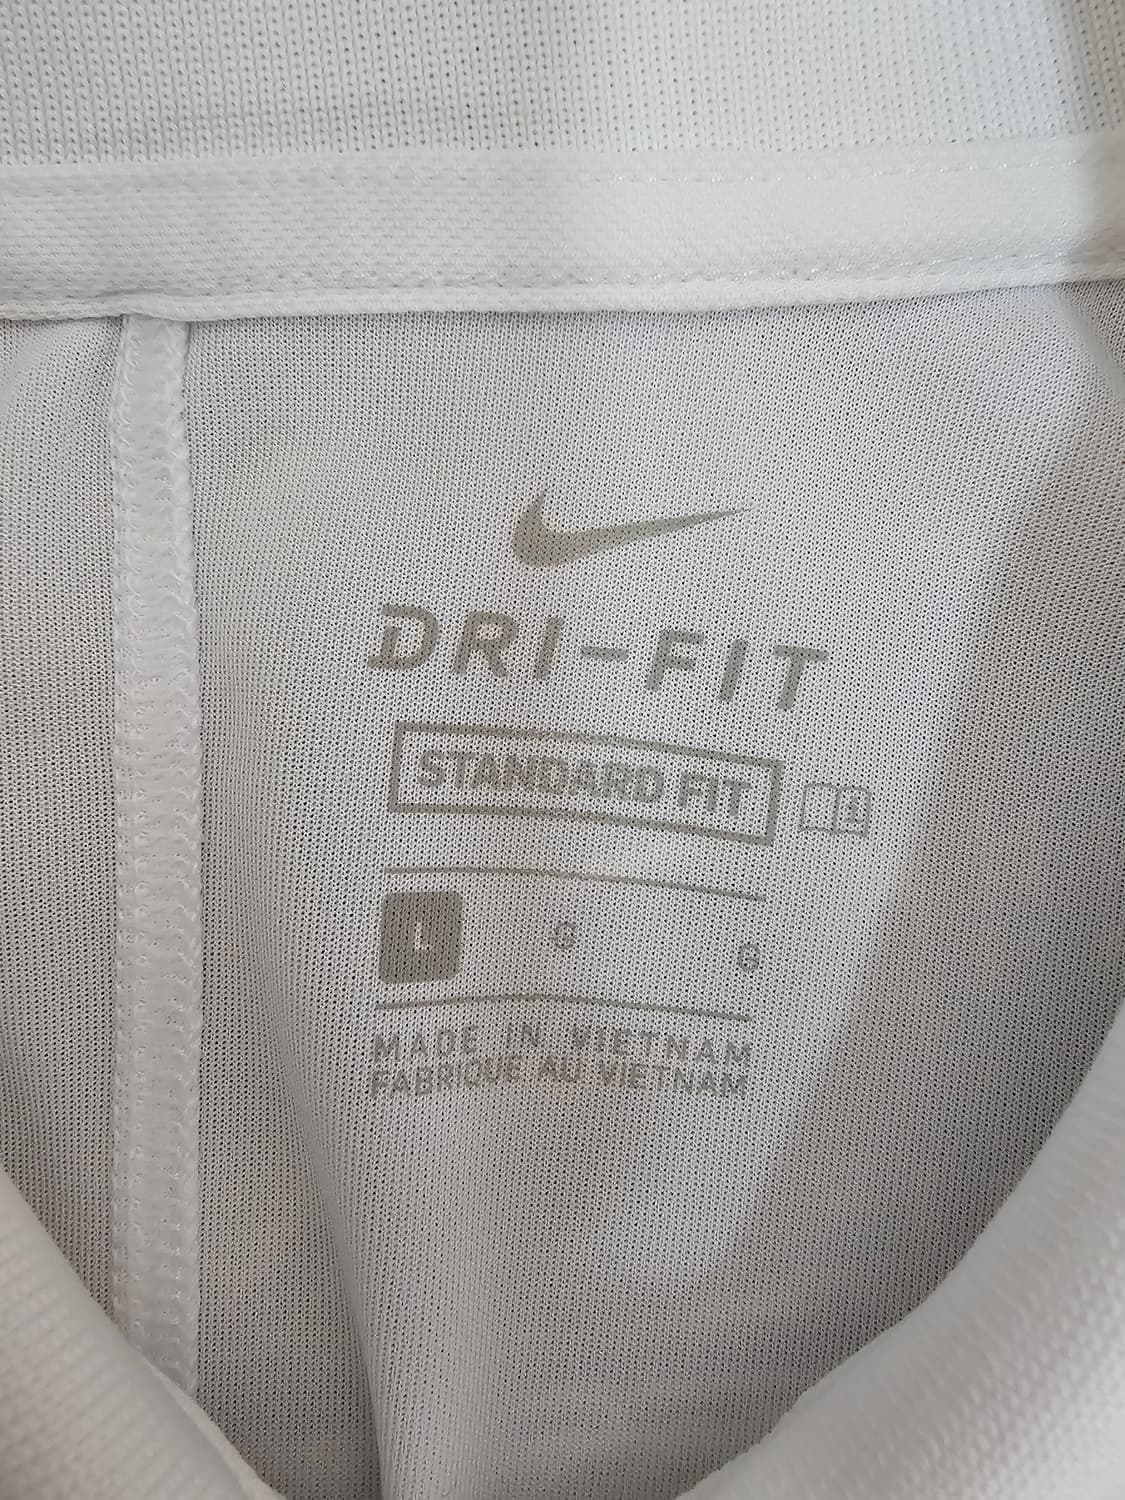 DRI-FIT
STANDARD FIT
L G G
MADE IN VIETNAM
FABRIQUE AU VIETNAM